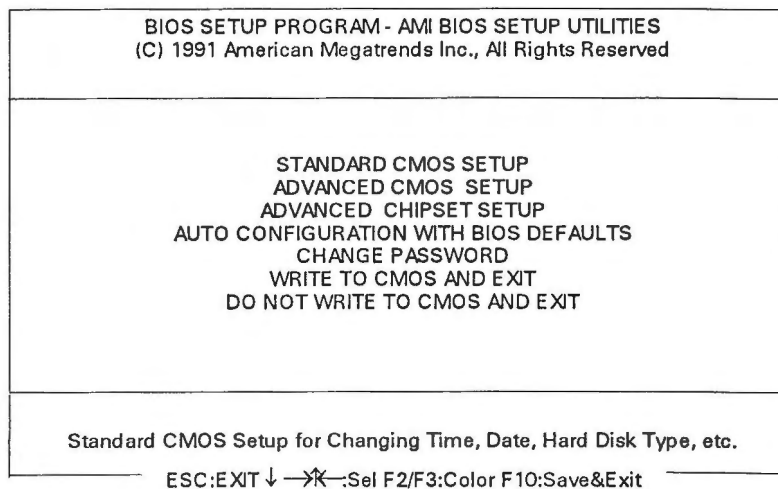 BIOS SETUP PROGRAM - AMI BIOS SETUP UTILITIES
(C) 1991 American Megatrends Inc., All Rights Reserved
STANDARD CMOS SETUP
ADVANCED CMOS SETUP
ADVANCED CHIPSET SETUP
AUTO CONFIGURATION WITH BIOS DEFAULTS
CHANGE PASSWORD
WRITE TO CMOS AND EXIT
DO NOT WRITE TO CMOS AND EXIT
Standard CMOS Setup for Changing Time, Date, Hard Disk Type, etc.
ESC:EXIT ↓ →↑←:Sel F2/F3:Color F10:Save&Exit